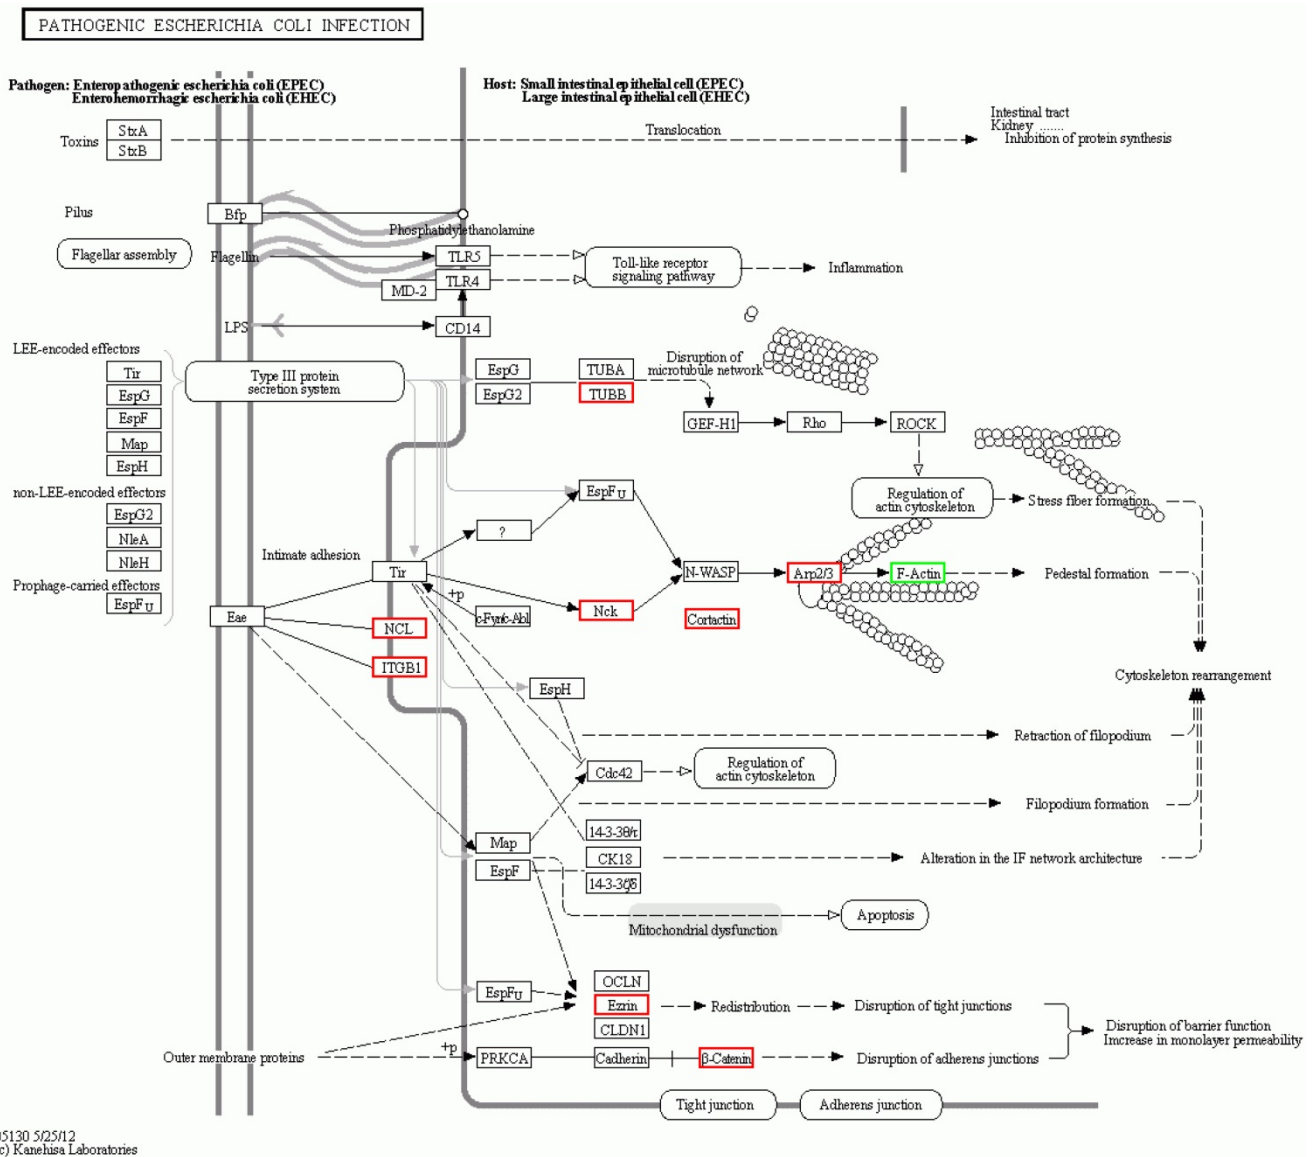 PATHOGENIC ESCHERICHIA COLI INFECTION
Pathogen: Enteropathogenic escherichia coli (EPEC)
Enterohemorrhagic escherichia coli (EHEC)
Host: Small intestinal epithelial cell (EPEC)
Large intestinal epithelial cell (EHEC)
Toxins
StxA
StxB
Translocation
Intestinal tract
Kidney .......
Inhibition of protein synthesis
Pilus
Bfp
Phosphatidylethanolamine
Flagellar assembly
Flagellin
TLR5
TLR4
MD-2
Toll-like receptor
signaling pathway
Inflammation
LPS
CD14
LEE-encoded effectors
Tir
EspG
EspF
Map
EspH
non-LEE-encoded effectors
EspG2
NleA
NleH
Prophage-carried effectors
EspFU
Type III protein
secretion system
EspG
EspG2
TUBA
TUBB
Disruption of
microtubule network
GEF-H1
Rho
ROCK
Regulation of
actin cytoskeleton
Stress fiber formation
EspFU
?
Intimate adhesion
Tir
N-WASP
Arp2/3
F-Actin
Pedestal formation
+p
c-Fyn/c-Abl
Nck
Cortactin
Eae
NCL
ITGB1
Cytoskeleton rearrangement
EspH
Retraction of filopodium
Cdc42
Regulation of
actin cytoskeleton
Filopodium formation
Map
EspF
14-3-3θ/τ
CK18
14-3-3ζ/δ
Alteration in the IF network architecture
Apoptosis
Mitochondrial dysfunction
EspFU
OCLN
Ezrin
CLDN1
Redistribution
Disruption of tight junctions
Disruption of barrier function
Increase in monolayer permeability
Outer membrane proteins
+p
PRKCA
Cadherin
β-Catenin
Disruption of adherens junctions
Tight junction
Adherens junction
5130 5/25/12
c) Kanehisa Laboratories